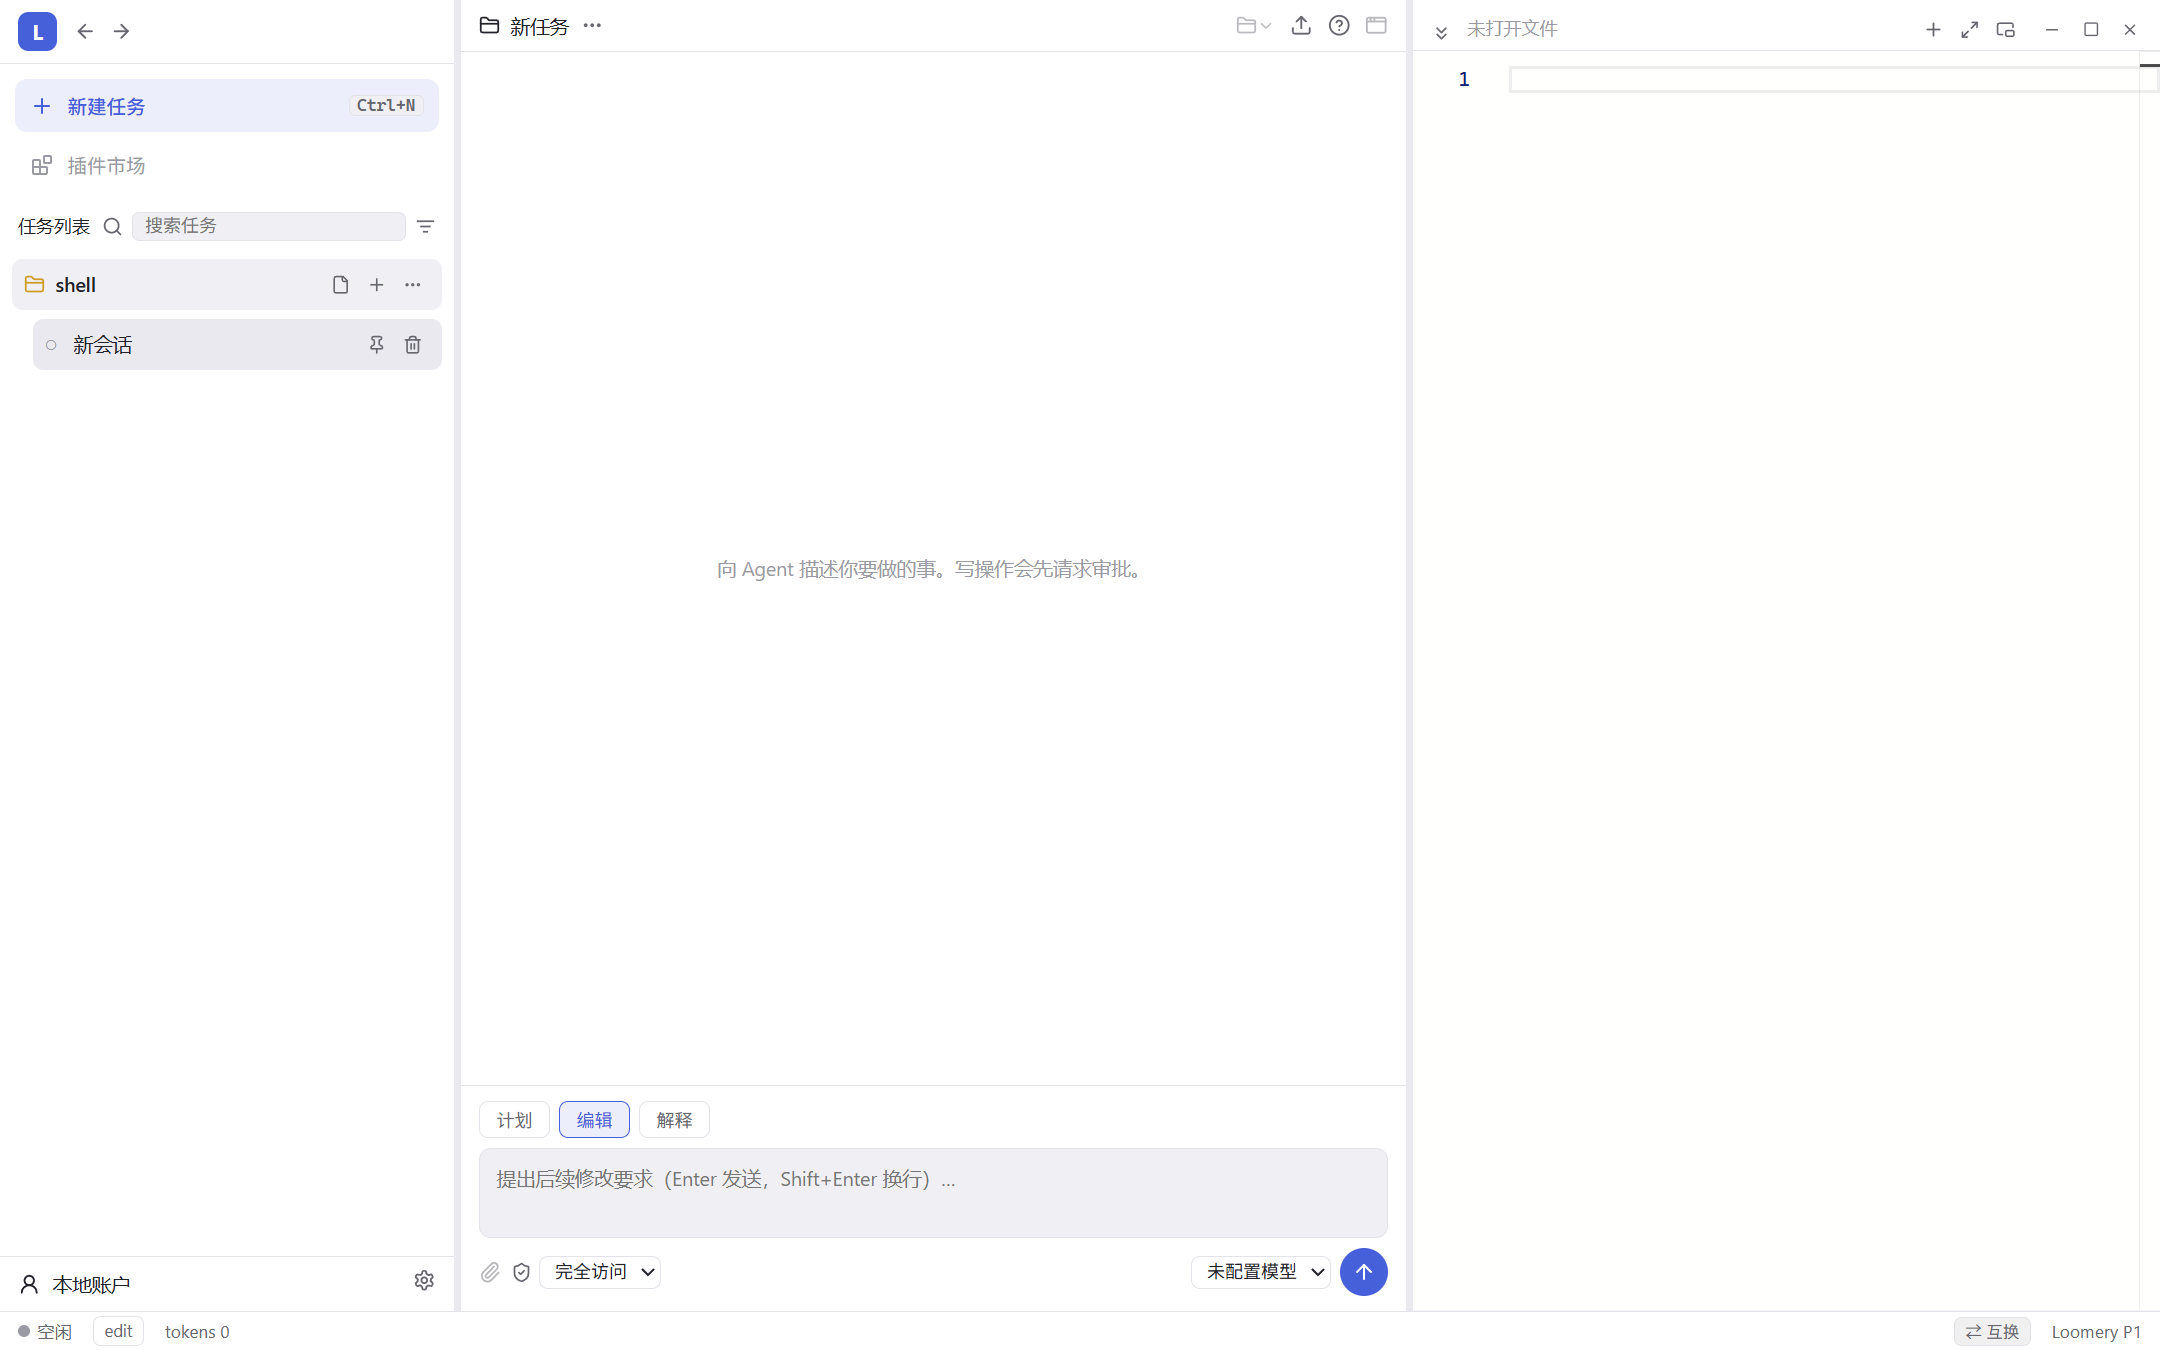 L
新建任务 Ctrl+N
插件市场
任务列表 搜索任务
shell
新会话
本地账户
新任务
向 Agent 描述你要做的事。写操作会先请求审批。
计划 编辑 解释
提出后续修改要求（Enter 发送，Shift+Enter 换行）...
完全访问 未配置模型
未打开文件
1
空闲 edit tokens 0 互换 Loomery P1